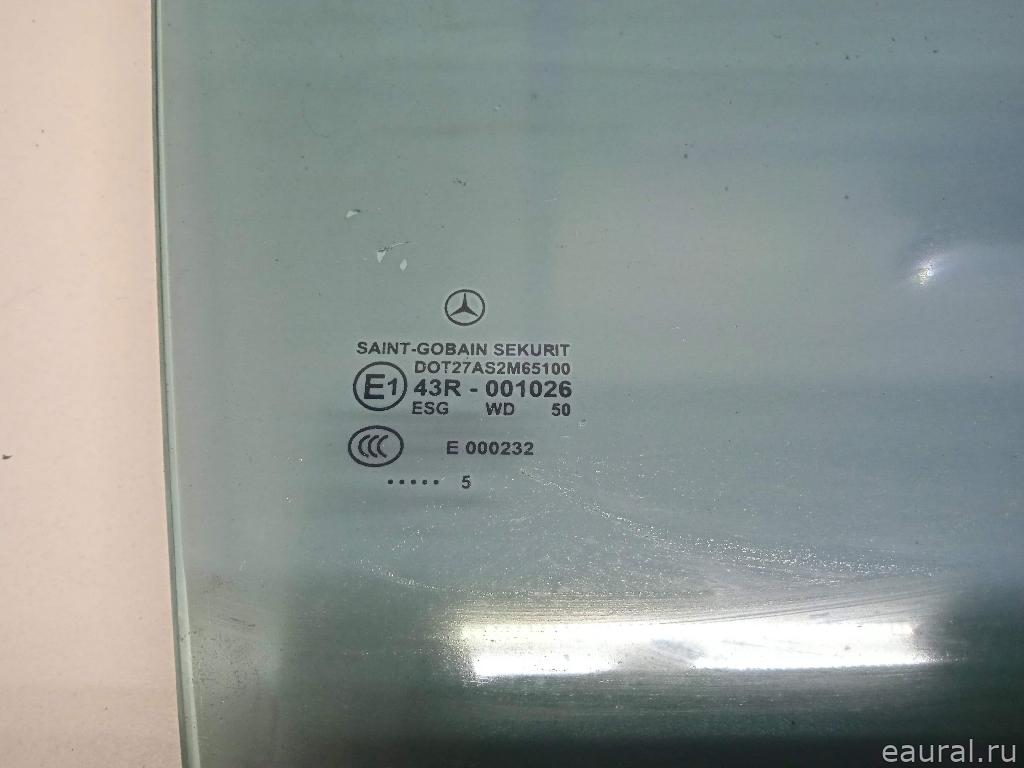 SAINT-GOBAIN SEKURIT
DOT27AS2M65100
E1 43R - 001026
ESG WD 50
CCC E 000232
..... 5
eaural.ru